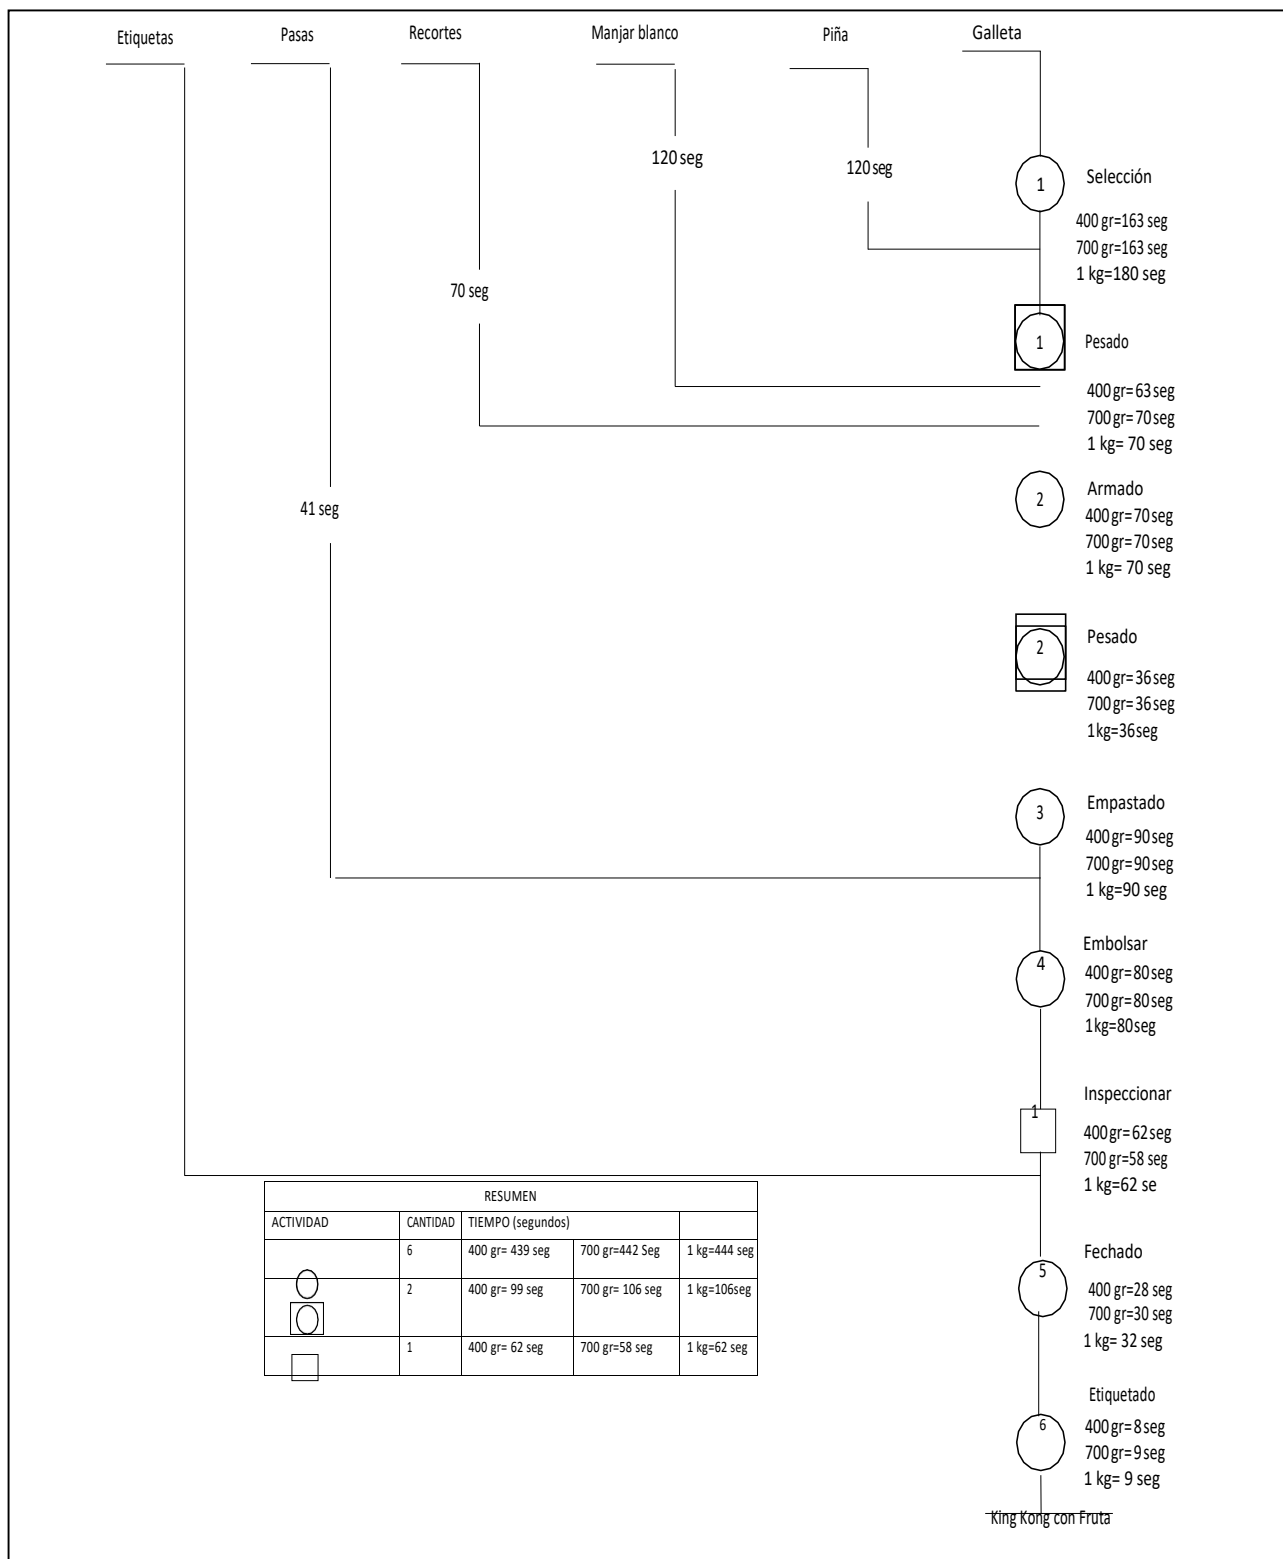 Etiquetas Pasas Recortes Manjar blanco Piña Galleta
120 seg
120 seg
1 Selección
400 gr=163 seg
700 gr=163 seg
1 kg=180 seg
70 seg
1 Pesado
400 gr= 63 seg
700 gr= 70 seg
1 kg= 70 seg
41 seg
2 Armado
400 gr= 70 seg
700 gr= 70 seg
1 kg= 70 seg
2 Pesado
400 gr= 36 seg
700 gr= 36 seg
1kg=36seg
3 Empastado
400 gr= 90 seg
700 gr= 90 seg
1 kg=90 seg
4 Embolsar
400 gr= 80 seg
700 gr= 80 seg
1kg=80seg
1 Inspeccionar
400 gr= 62 seg
700 gr=58 seg
1 kg=62 se
RESUMEN
ACTIVIDAD CANTIDAD TIEMPO (segundos)
6 400 gr= 439 seg 700 gr=442 Seg 1 kg=444 seg
2 400 gr= 99 seg 700 gr= 106 seg 1 kg=106seg
1 400 gr= 62 seg 700 gr=58 seg 1 kg=62 seg
5 Fechado
400 gr=28 seg
700 gr=30 seg
1 kg= 32 seg
6 Etiquetado
400 gr= 8 seg
700 gr= 9 seg
1 kg= 9 seg
King Kong con Fruta